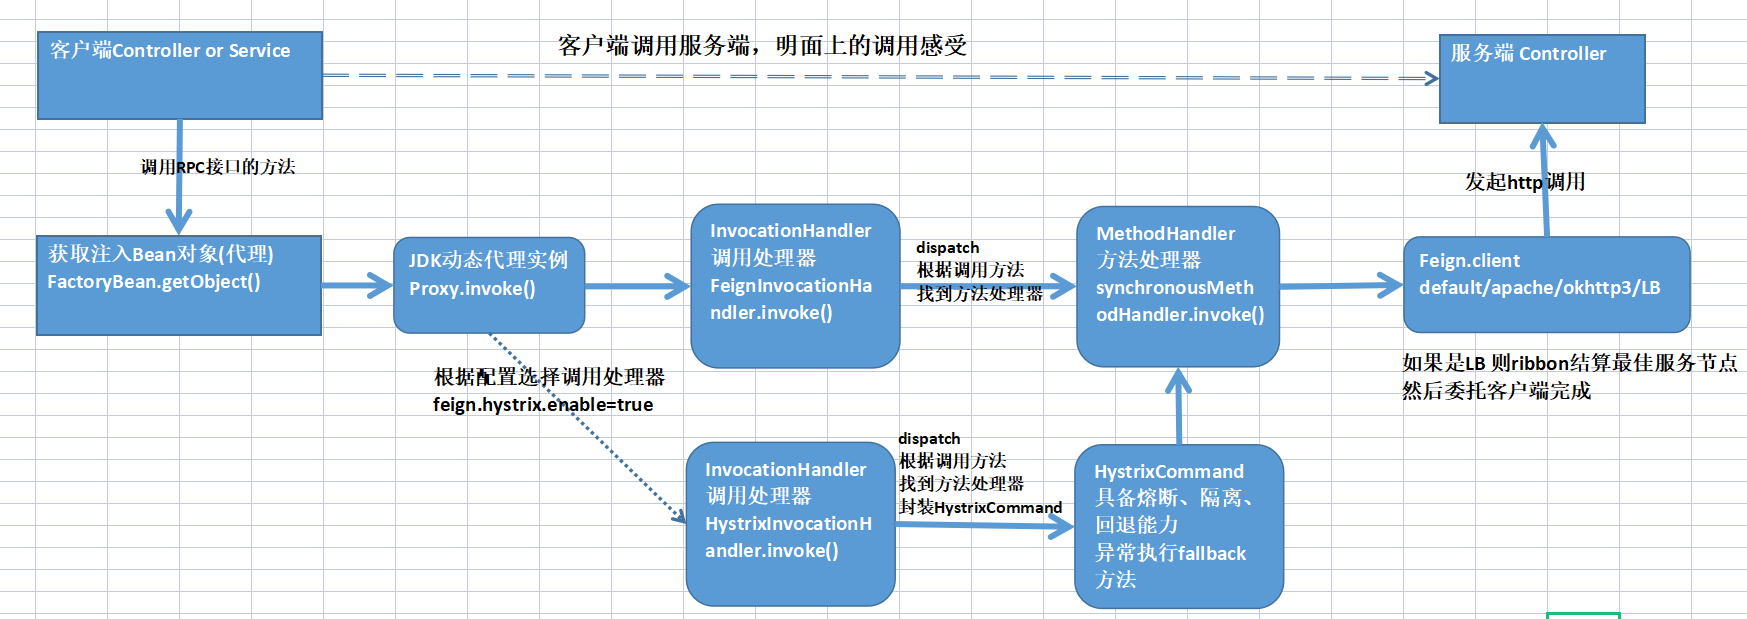 客户端Controller or Service
客户端调用服务端，明面上的调用感受
服务端 Controller
调用RPC接口的方法
发起http调用
获取注入Bean对象(代理)
FactoryBean.getObject()
JDK动态代理实例
Proxy.invoke()
InvocationHandler
调用处理器
FeignInvocationHa
ndler.invoke()
dispatch
根据调用方法
找到方法处理器
MethodHandler
方法处理器
synchronousMeth
odHandler.invoke()
Feign.client
default/apache/okhttp3/LB
如果是LB 则ribbon结算最佳服务节点
然后委托客户端完成
根据配置选择调用处理器
feign.hystrix.enable=true
InvocationHandler
调用处理器
HystrixInvocationH
andler.invoke()
dispatch
根据调用方法
找到方法处理器
封装HystrixCommand
HystrixCommand
具备熔断、隔离、
回退能力
异常执行fallback
方法